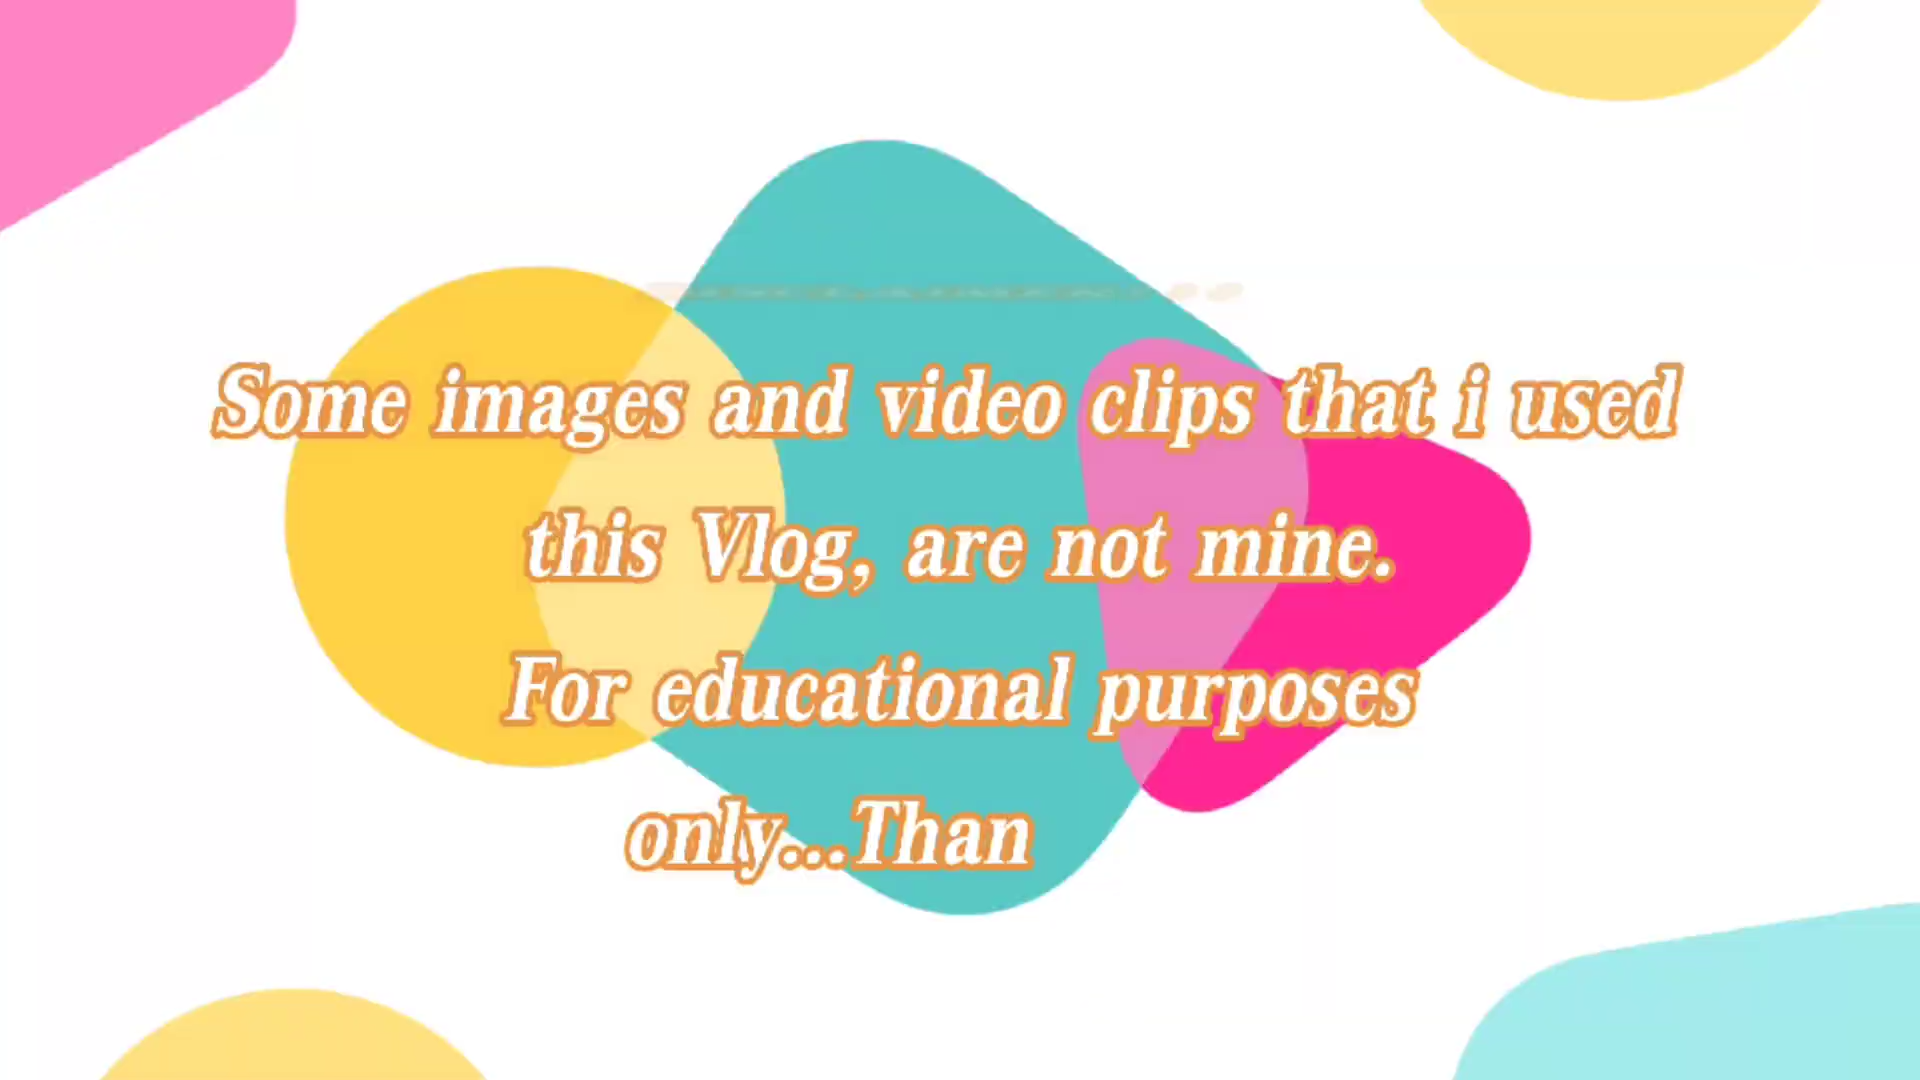 Some images and video clips that i used
this Vlog, are not mine.
For educational purposes
only...Than